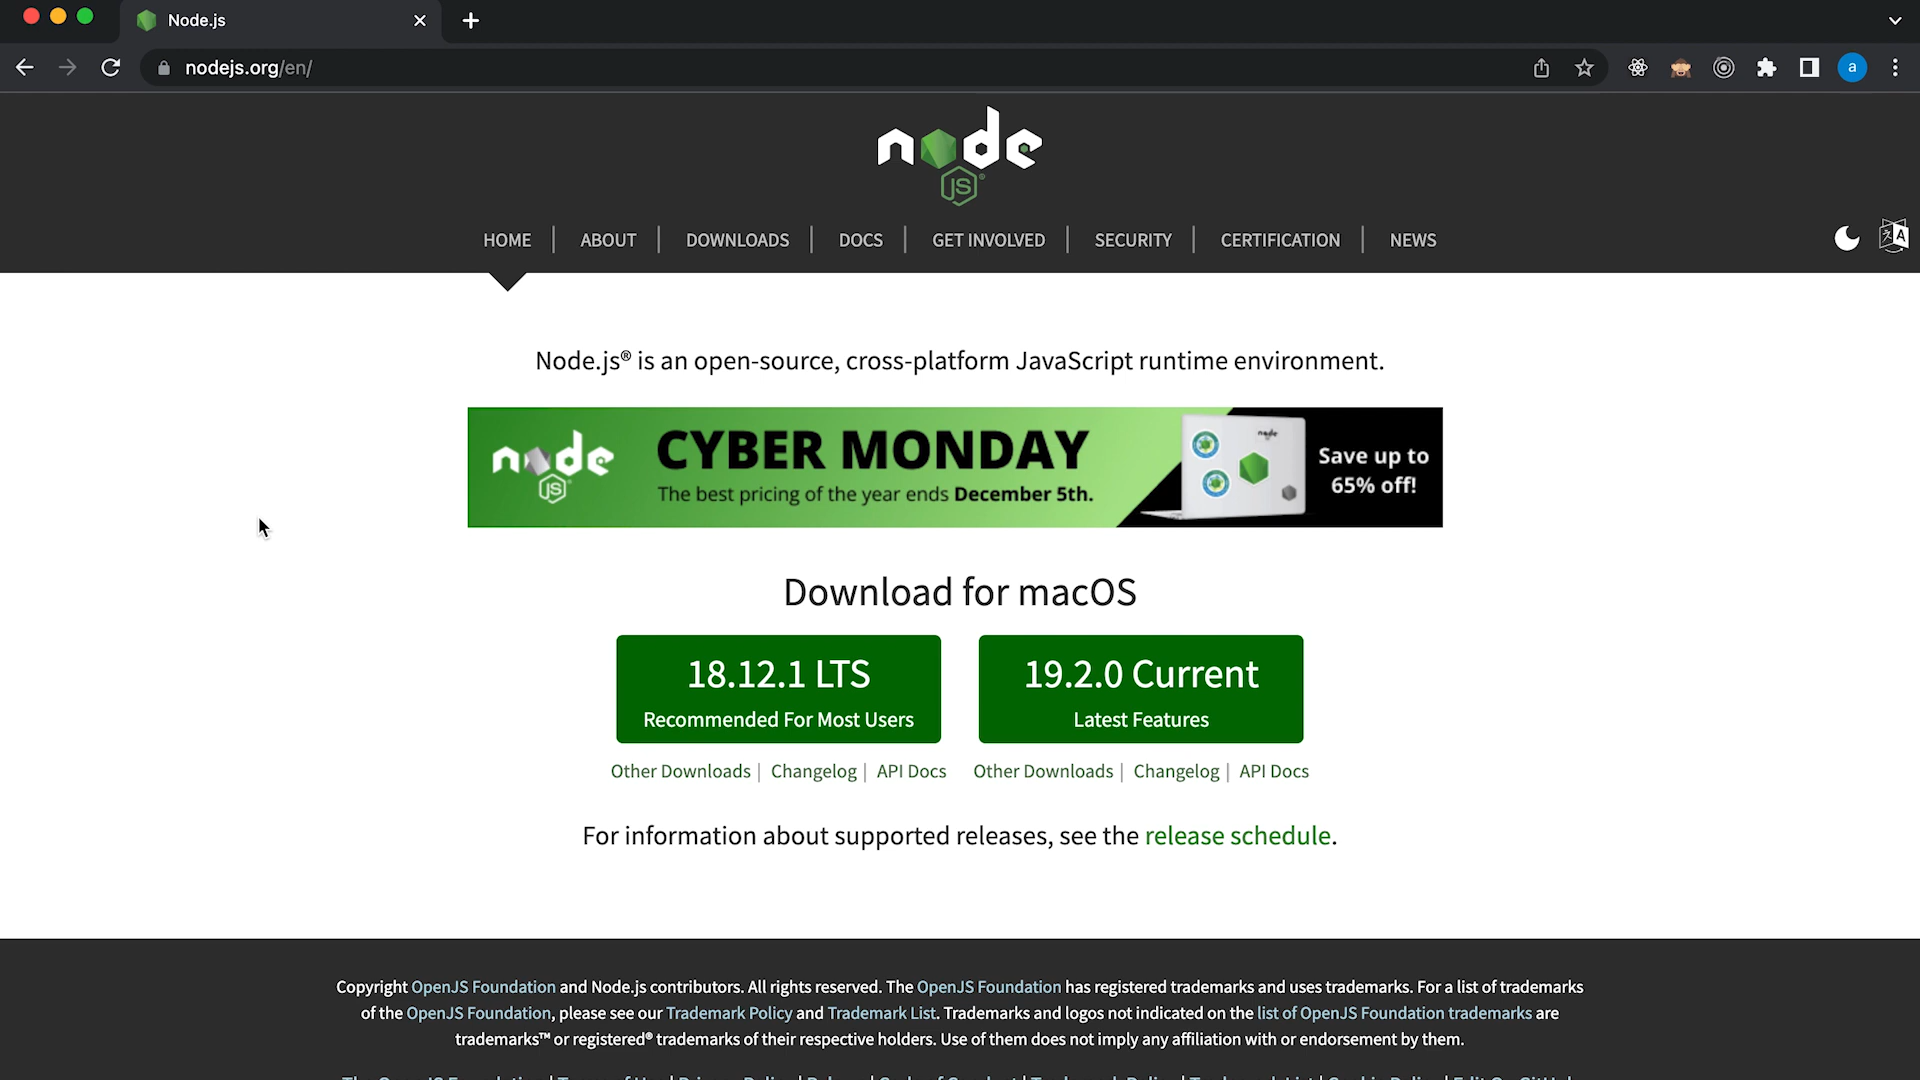 Node.js
nodejs.org/en/
a
node
JS
HOME | ABOUT | DOWNLOADS | DOCS | GET INVOLVED | SECURITY | CERTIFICATION | NEWS
Node.js® is an open-source, cross-platform JavaScript runtime environment.
node
JS
CYBER MONDAY
The best pricing of the year ends December 5th.
node
Save up to
65% off!
Download for macOS
18.12.1 LTS
Recommended For Most Users
19.2.0 Current
Latest Features
Other Downloads | Changelog | API Docs
Other Downloads | Changelog | API Docs
For information about supported releases, see the release schedule.
Copyright OpenJS Foundation and Node.js contributors. All rights reserved. The OpenJS Foundation has registered trademarks and uses trademarks. For a list of trademarks
of the OpenJS Foundation, please see our Trademark Policy and Trademark List. Trademarks and logos not indicated on the list of OpenJS Foundation trademarks are
trademarks™ or registered® trademarks of their respective holders. Use of them does not imply any affiliation with or endorsement by them.